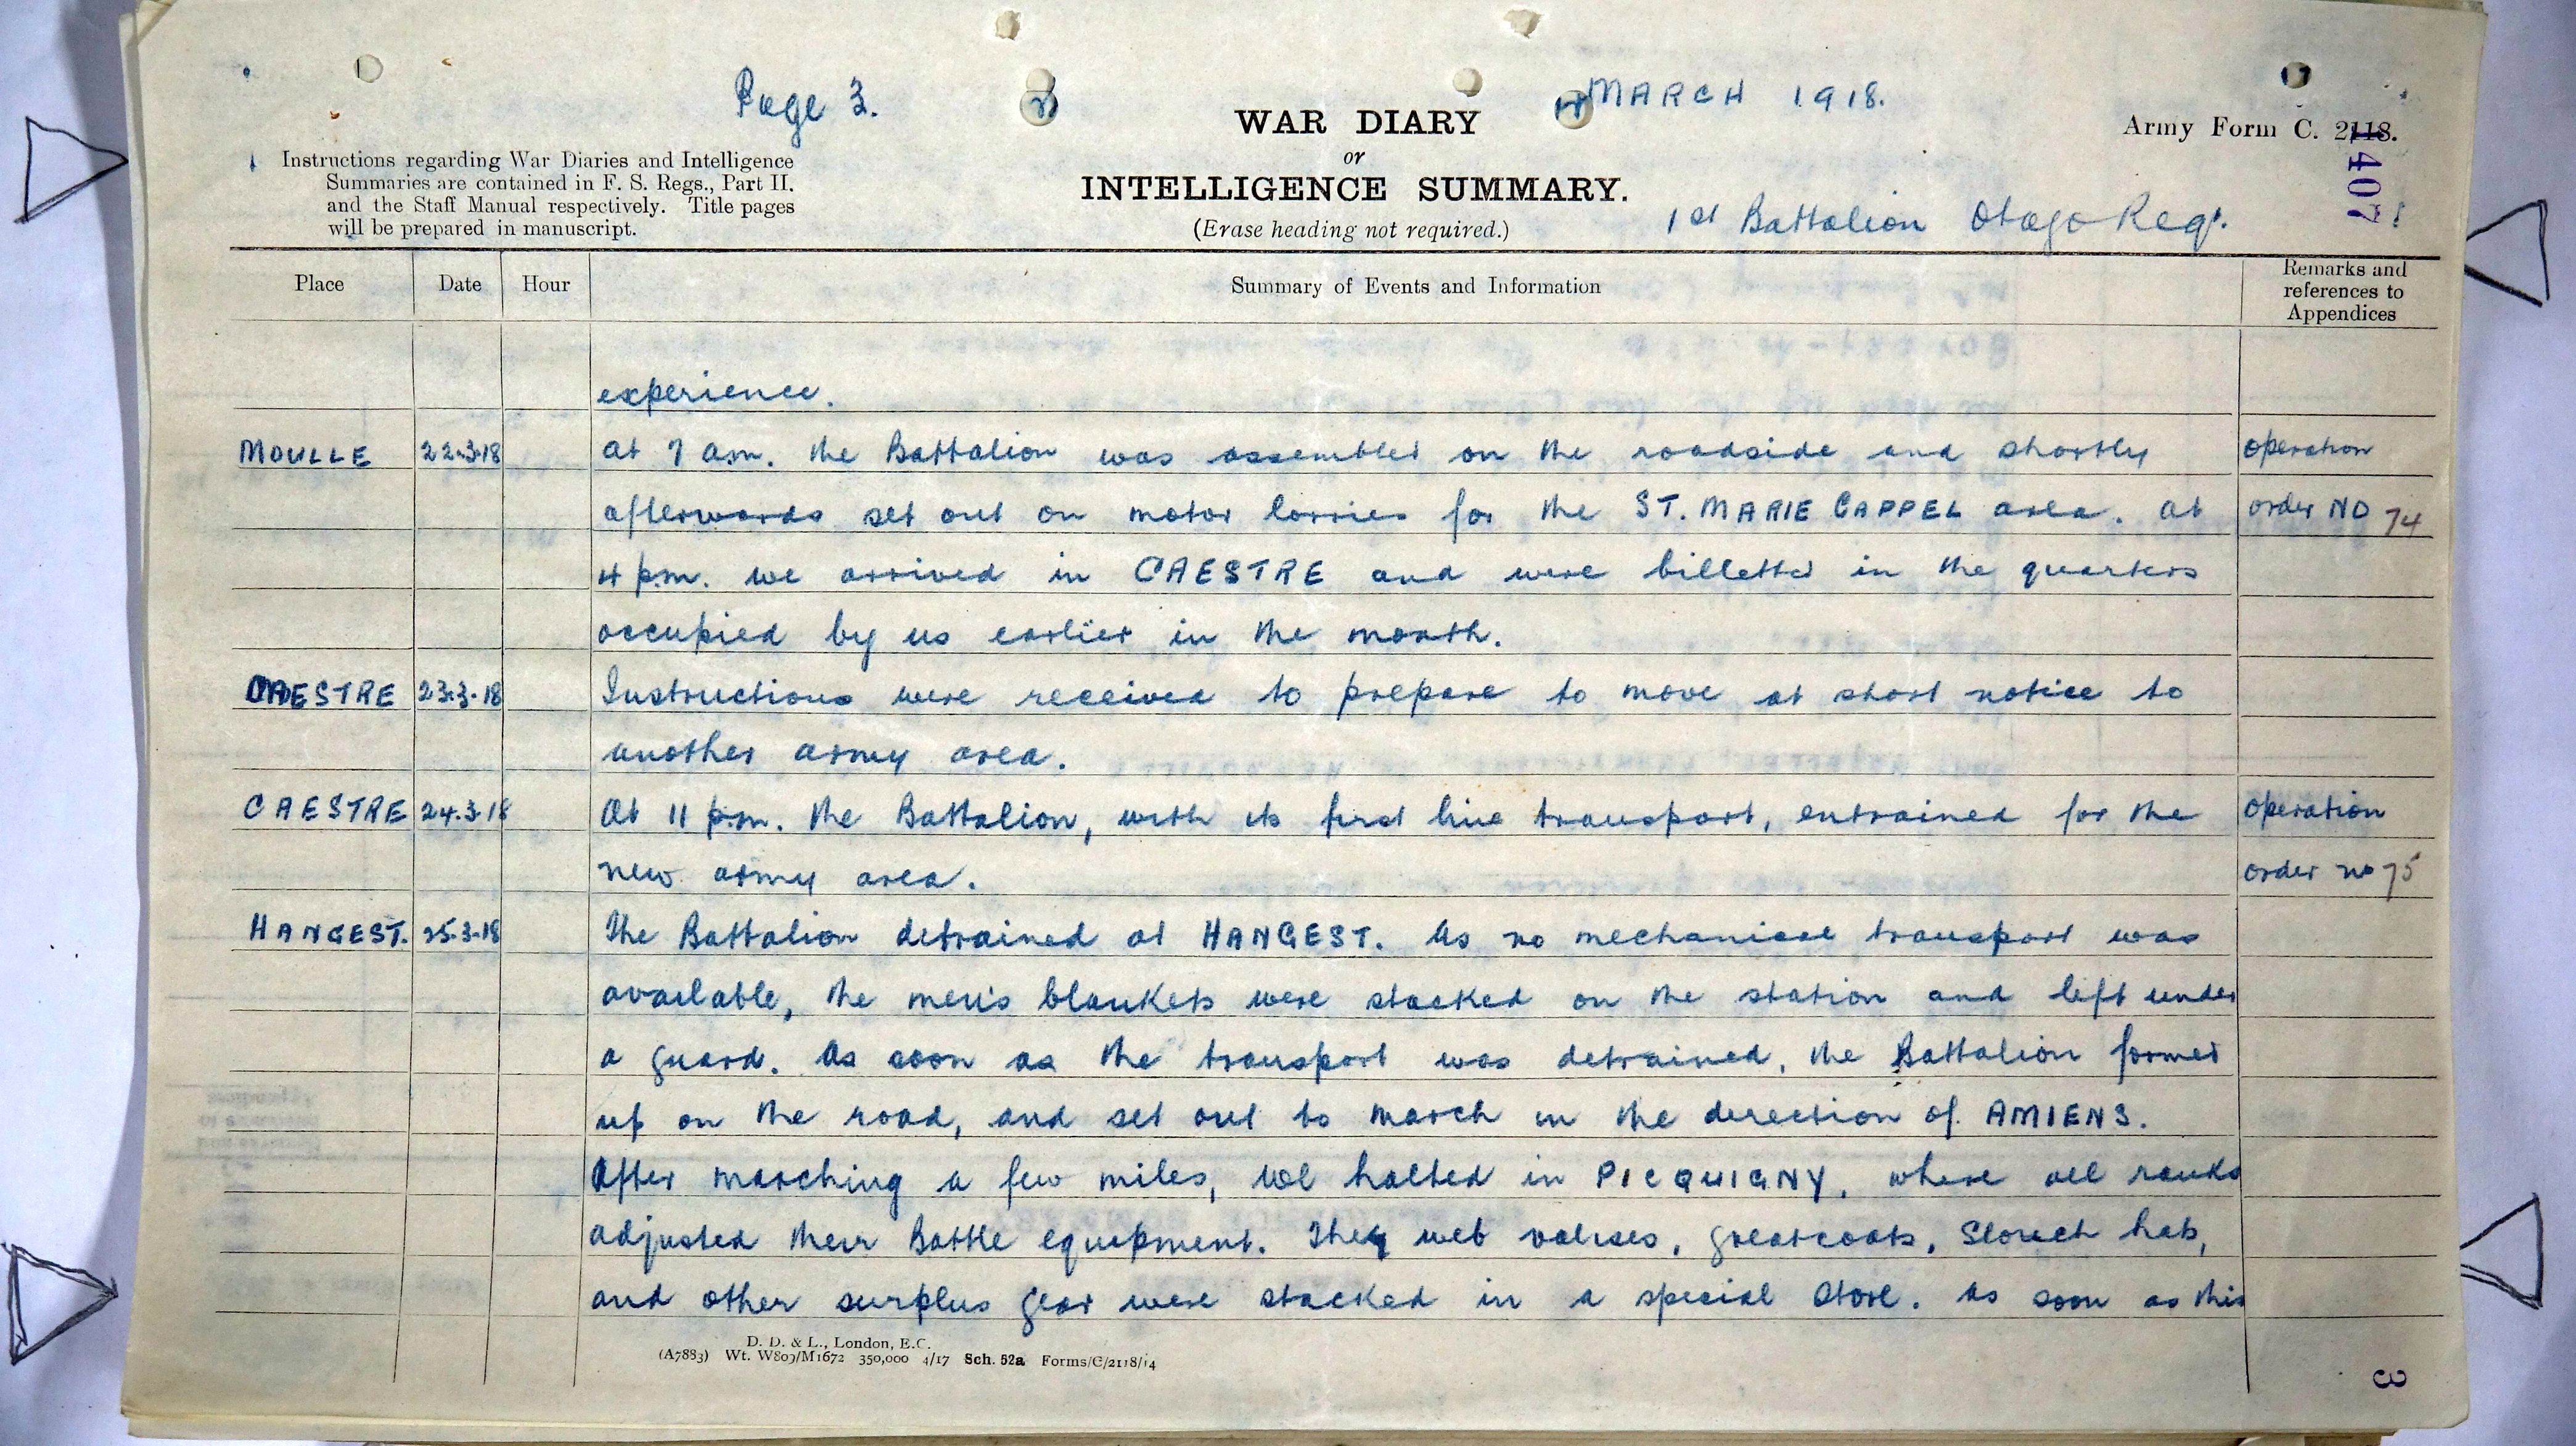 Page 3.
MARCH 1918.
WAR DIARY
or
INTELLIGENCE SUMMARY.
(Erase heading not required.)
Army Form C. 2118.
1407
Instructions regarding War Diaries and Intelligence
Summaries are contained in F. S. Regs., Part II.
and the Staff Manual respectively. Title pages
will be prepared in manuscript.
1st Battalion Otago Regt.
Place Date Hour Summary of Events and Information Remarks and references to Appendices
experience.
MOULLE 22.3.18 At 7 am. the Battalion was assembled on the roadside and shortly operation
afterwards set out on motor lorries for the ST. MARIE CAPPEL area. At order NO 74
4 p.m. we arrived in CAESTRE and were billetted in the quarters
occupied by us earlier in the month.
CAESTRE 23.3.18 Instructions were received to prepare to move at short notice to
another army area.
CAESTRE 24.3.18 At 11 p.m. the Battalion, with its first line transport, entrained for the operation
new army area. order no 75
HANGEST. 25.3.18 The Battalion detrained at HANGEST. As no mechanical transport was
available, the men's blankets were stacked on the station and left under
a guard. As soon as the transport was detrained, the Battalion formed
up on the road, and set out to march in the direction of AMIENS.
After marching a few miles, we halted in PICQUIGNY, where all ranks
adjusted their Battle equipment. The web valises, greatcoats, Slouch hats,
and other surplus gear were stacked in a special store. As soon as this
D. D. & L., London, E.C.
(A7883) Wt. W809/M1672 350,000 4/17 Sch. 52a Forms/C/2118/14
3